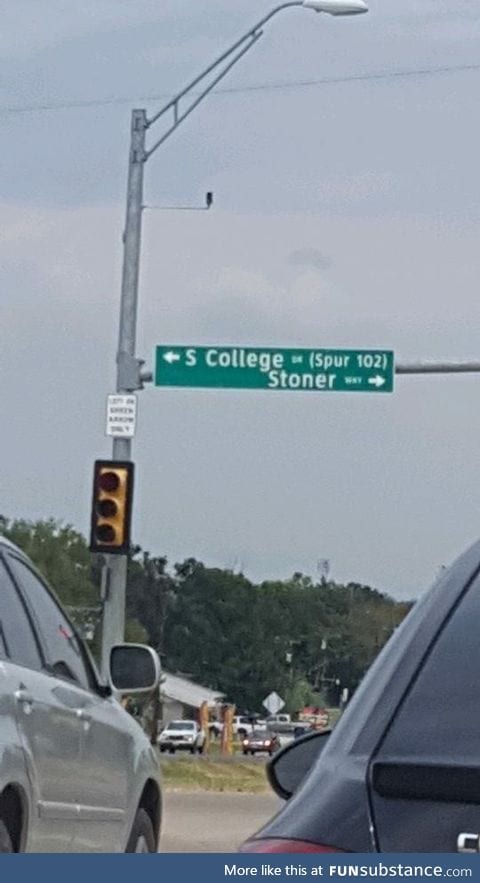 ← S College DR (Spur 102)
Stoner WAY →
LEFT ON
GREEN
ARROW
ONLY
More like this at FUNsubstance.com